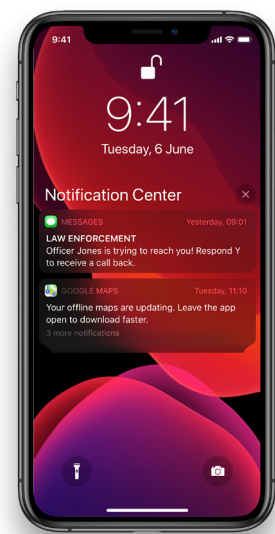 9:41
9:41
Tuesday, 6 June
Notification Center
MESSAGES Yesterday, 09:01
LAW ENFORCEMENT
Officer Jones is trying to reach you! Respond Y
to receive a call back.
GOOGLE MAPS Tuesday, 11:10
Your offline maps are updating. Leave the app
open to download faster.
3 more notifications